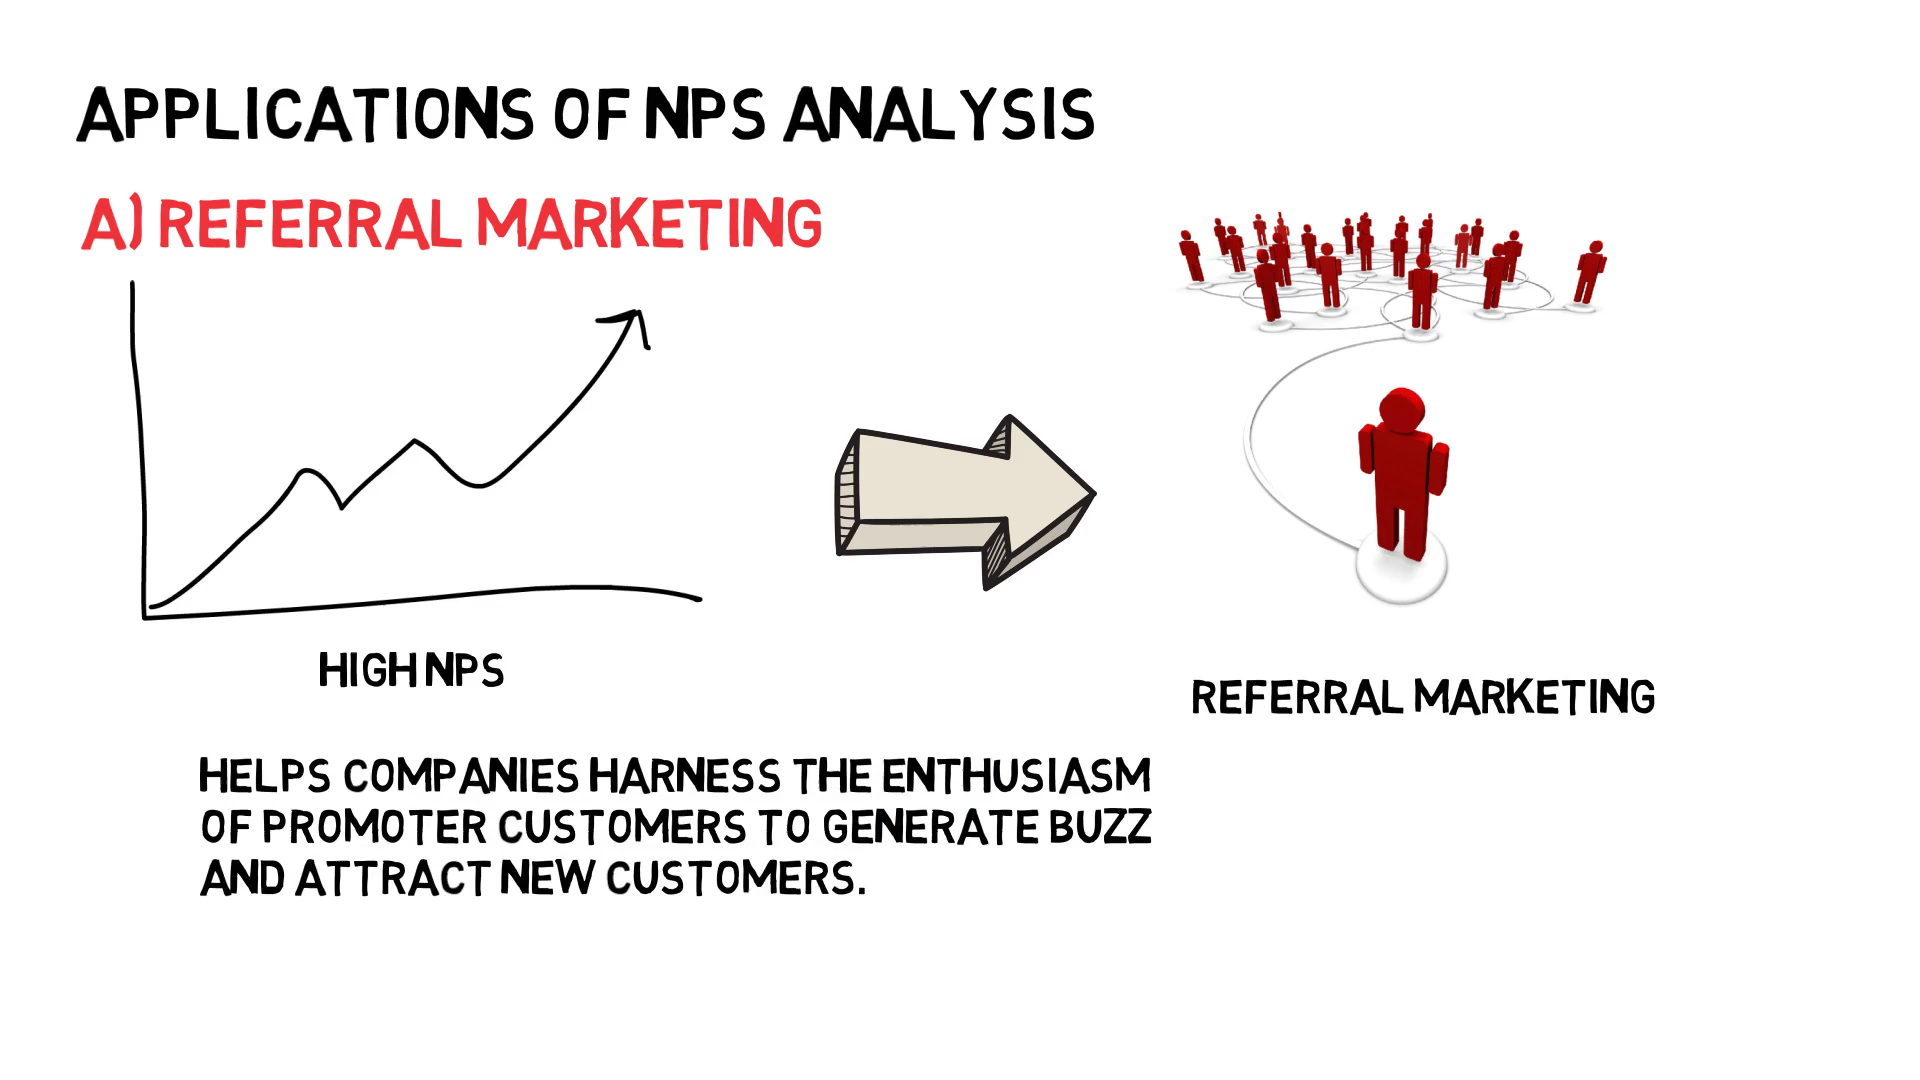 APPLICATIONS OF NPS ANALYSIS
A) REFERRAL MARKETING
HIGH NPS
REFERRAL MARKETING
HELPS COMPANIES HARNESS THE ENTHUSIASM
OF PROMOTER CUSTOMERS TO GENERATE BUZZ
AND ATTRACT NEW CUSTOMERS.